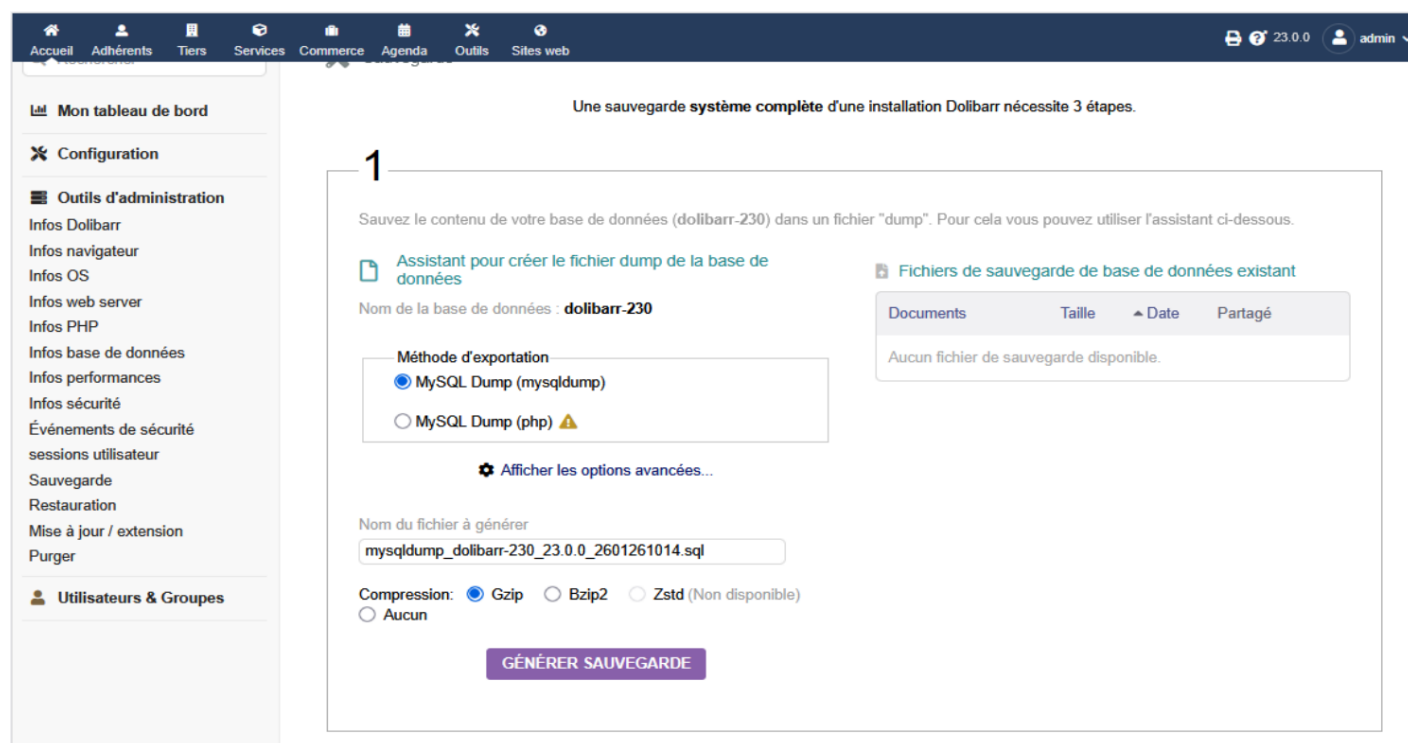 Accueil Adhérents Tiers Services Commerce Agenda Outils Sites web
23.0.0 admin
Rechercher
Sauvegarde
Mon tableau de bord
Configuration
Outils d'administration
Infos Dolibarr
Infos navigateur
Infos OS
Infos web server
Infos PHP
Infos base de données
Infos performances
Infos sécurité
Événements de sécurité
sessions utilisateur
Sauvegarde
Restauration
Mise à jour / extension
Purger
Utilisateurs & Groupes
Une sauvegarde système complète d'une installation Dolibarr nécessite 3 étapes.
1
Sauvez le contenu de votre base de données (dolibarr-230) dans un fichier "dump". Pour cela vous pouvez utiliser l'assistant ci-dessous.
Assistant pour créer le fichier dump de la base de
données
Nom de la base de données : dolibarr-230
Méthode d'exportation
MySQL Dump (mysqldump)
MySQL Dump (php)
Afficher les options avancées...
Nom du fichier à générer
mysqldump_dolibarr-230_23.0.0_2601261014.sql
Compression: Gzip Bzip2 Zstd (Non disponible)
Aucun
GÉNÉRER SAUVEGARDE
Fichiers de sauvegarde de base de données existant
Documents Taille Date Partagé
Aucun fichier de sauvegarde disponible.